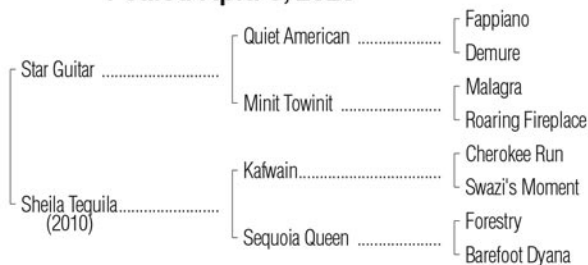 Fappiano
Quiet American
Demure
Star Guitar
Malagra
Minit Towinit
Roaring Fireplace
Cherokee Run
Kafwain
Swazi's Moment
Sheila Tequila
(2010)
Forestry
Sequoia Queen
Barefoot Dyana